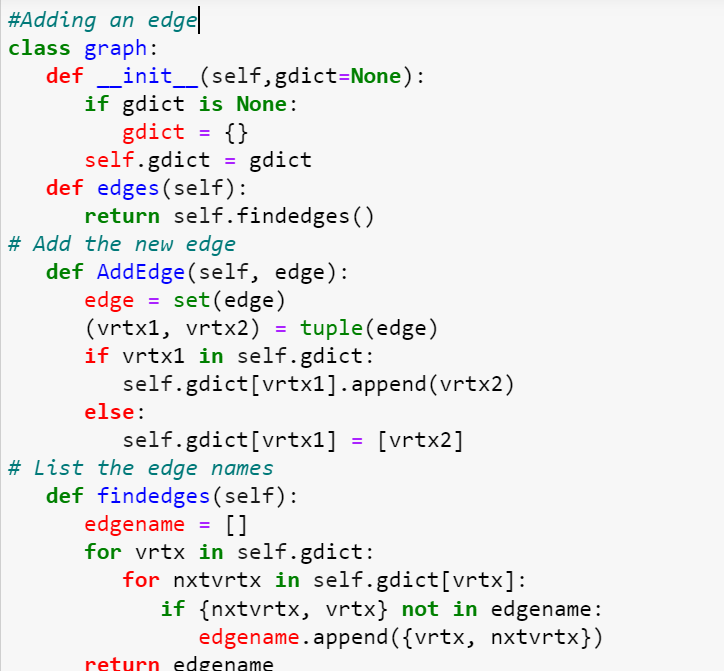 #Adding an edge
class graph:
   def __init__(self,gdict=None):
      if gdict is None:
         gdict = {}
      self.gdict = gdict
   def edges(self):
      return self.findedges()
# Add the new edge
   def AddEdge(self, edge):
      edge = set(edge)
      (vrtx1, vrtx2) = tuple(edge)
      if vrtx1 in self.gdict:
         self.gdict[vrtx1].append(vrtx2)
      else:
         self.gdict[vrtx1] = [vrtx2]
# List the edge names
   def findedges(self):
      edgename = []
      for vrtx in self.gdict:
         for nxtvrtx in self.gdict[vrtx]:
            if {nxtvrtx, vrtx} not in edgename:
               edgename.append({vrtx, nxtvrtx})
      return edgename